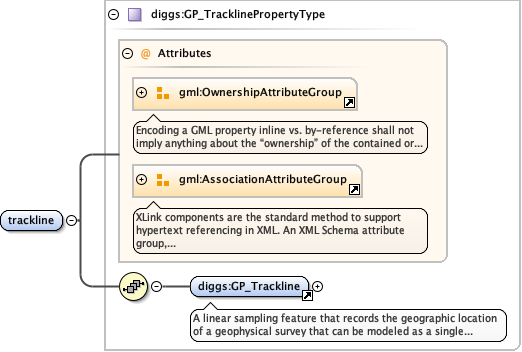 diggs:GP_TracklinePropertyType
@ Attributes
gml:OwnershipAttributeGroup
Encoding a GML property inline vs. by-reference shall not
imply anything about the “ownership” of the contained or...
gml:AssociationAttributeGroup
XLink components are the standard method to support
hypertext referencing in XML. An XML Schema attribute
group,...
trackline
diggs:GP_Trackline
A linear sampling feature that records the geographic location
of a geophysical survey that can be modeled as a single...